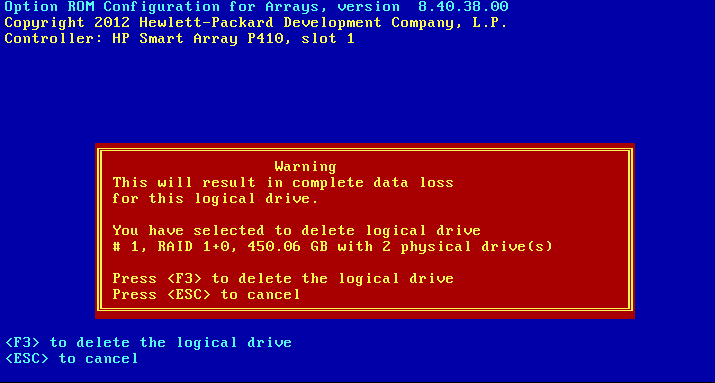 Option ROM Configuration for Arrays, version  8.40.38.00
Copyright 2012 Hewlett-Packard Development Company, L.P.
Controller: HP Smart Array P410, slot 1
Warning
This will result in complete data loss
for this logical drive.
You have selected to delete logical drive
# 1, RAID 1+0, 450.06 GB with 2 physical drive(s)
Press <F3> to delete the logical drive
Press <ESC> to cancel
<F3> to delete the logical drive
<ESC> to cancel